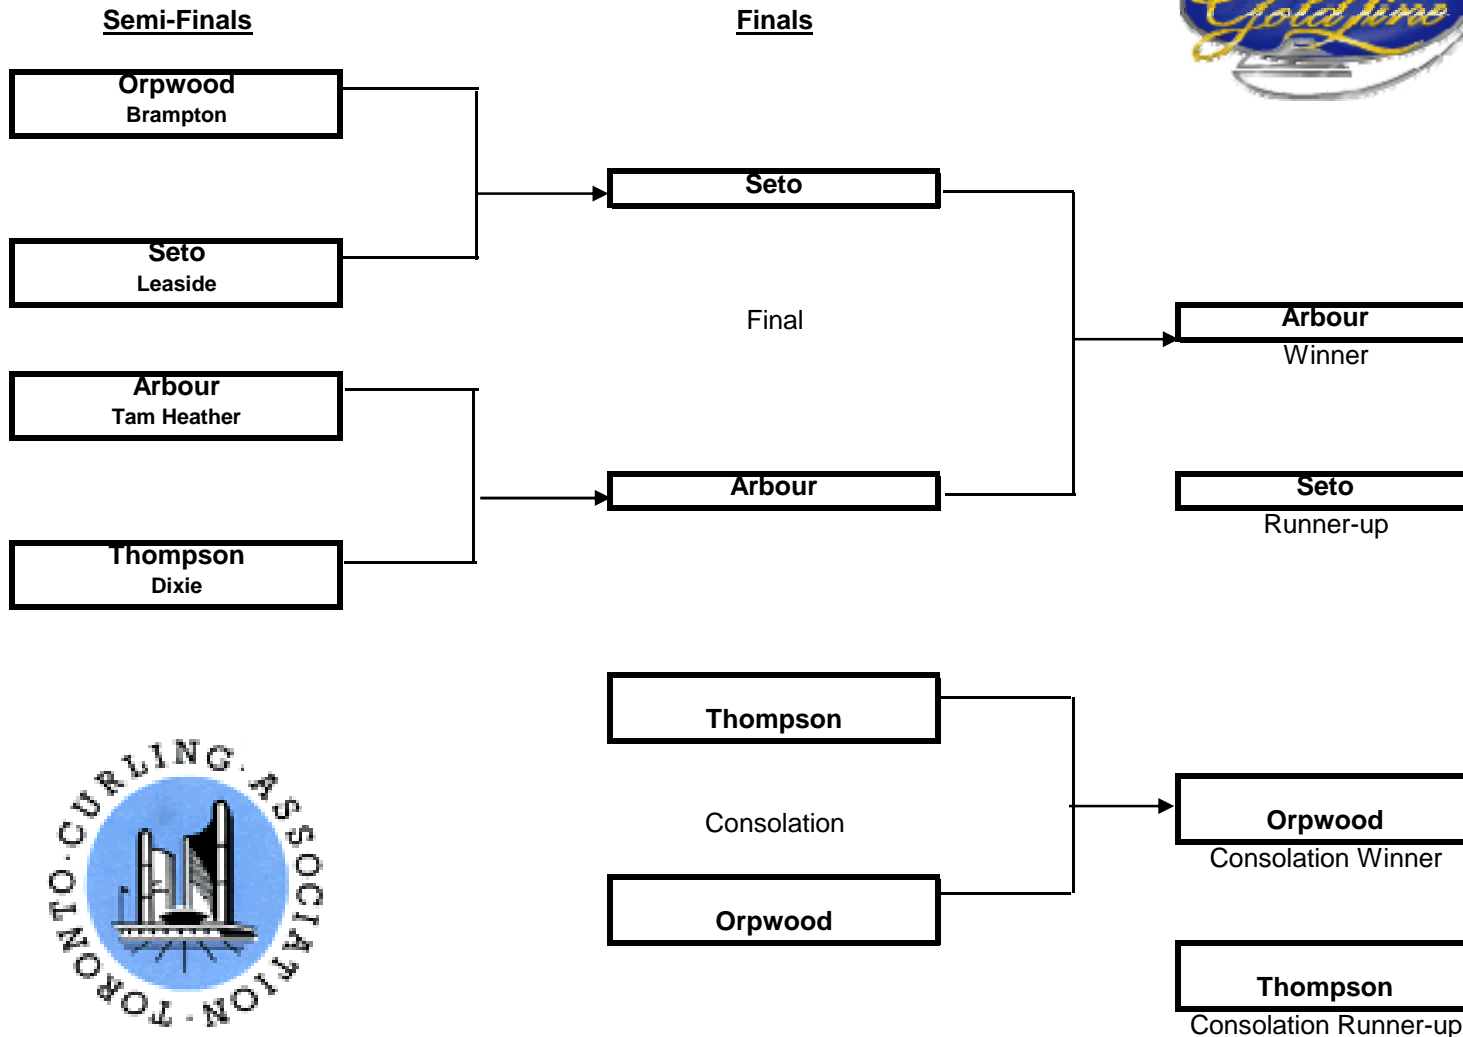 Semi-Finals
Finals
GoldLine
Orpwood
Brampton
Seto
Seto
Leaside
Final
Arbour
Winner
Arbour
Tam Heather
Arbour
Seto
Runner-up
Thompson
Dixie
Thompson
Consolation
Orpwood
Consolation Winner
Orpwood
Thompson
Consolation Runner-up
TORONTO · CURLING · ASSOCIATION ·